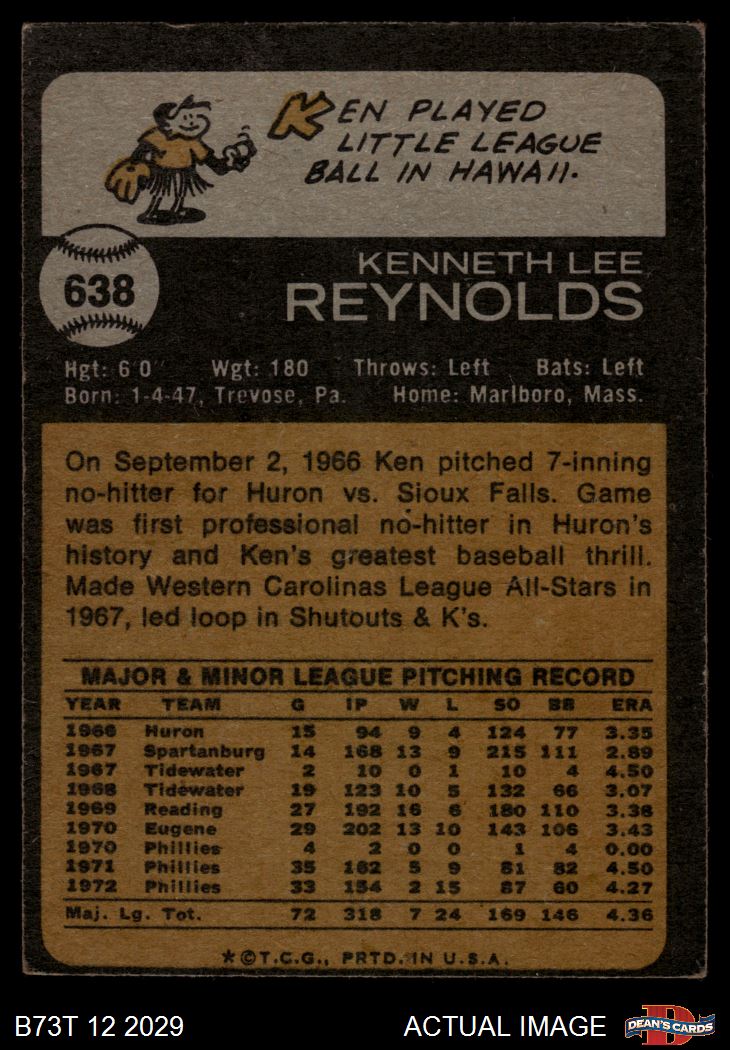 KEN PLAYED
LITTLE LEAGUE
BALL IN HAWAII.
638
KENNETH LEE
REYNOLDS
Hgt: 6 0" Wgt: 180 Throws: Left Bats: Left
Born: 1-4-47, Trevose, Pa. Home: Marlboro, Mass.
On September 2, 1966 Ken pitched 7-inning
no-hitter for Huron vs. Sioux Falls. Game
was first professional no-hitter in Huron's
history and Ken's greatest baseball thrill.
Made Western Carolinas League All-Stars in
1967, led loop in Shutouts & K's.
MAJOR & MINOR LEAGUE PITCHING RECORD
YEAR TEAM G IP W L SO BB ERA
1966 Huron 15 94 9 4 124 77 3.35
1967 Spartanburg 14 168 13 9 215 111 2.89
1967 Tidewater 2 10 0 1 10 4 4.50
1968 Tidewater 19 123 10 5 132 66 3.07
1969 Reading 27 192 16 6 180 110 3.38
1970 Eugene 29 202 13 10 143 106 3.43
1970 Phillies 4 2 0 0 1 4 0.00
1971 Phillies 35 162 5 9 81 82 4.50
1972 Phillies 33 154 2 15 87 60 4.27
Maj. Lg. Tot. 72 318 7 24 169 146 4.36
*©T.C.G., PRTD. IN U.S.A.
B73T 12 2029 ACTUAL IMAGE D DEAN'S CARDS